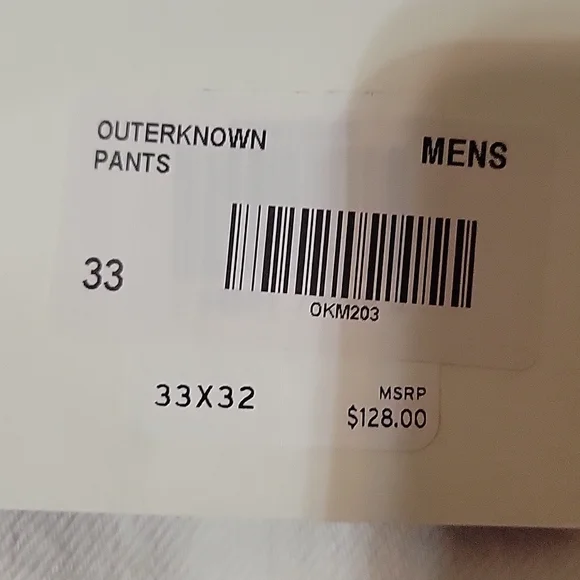 OUTERKNOWN
PANTS
MENS
33
OKM203
33X32
MSRP
$128.00